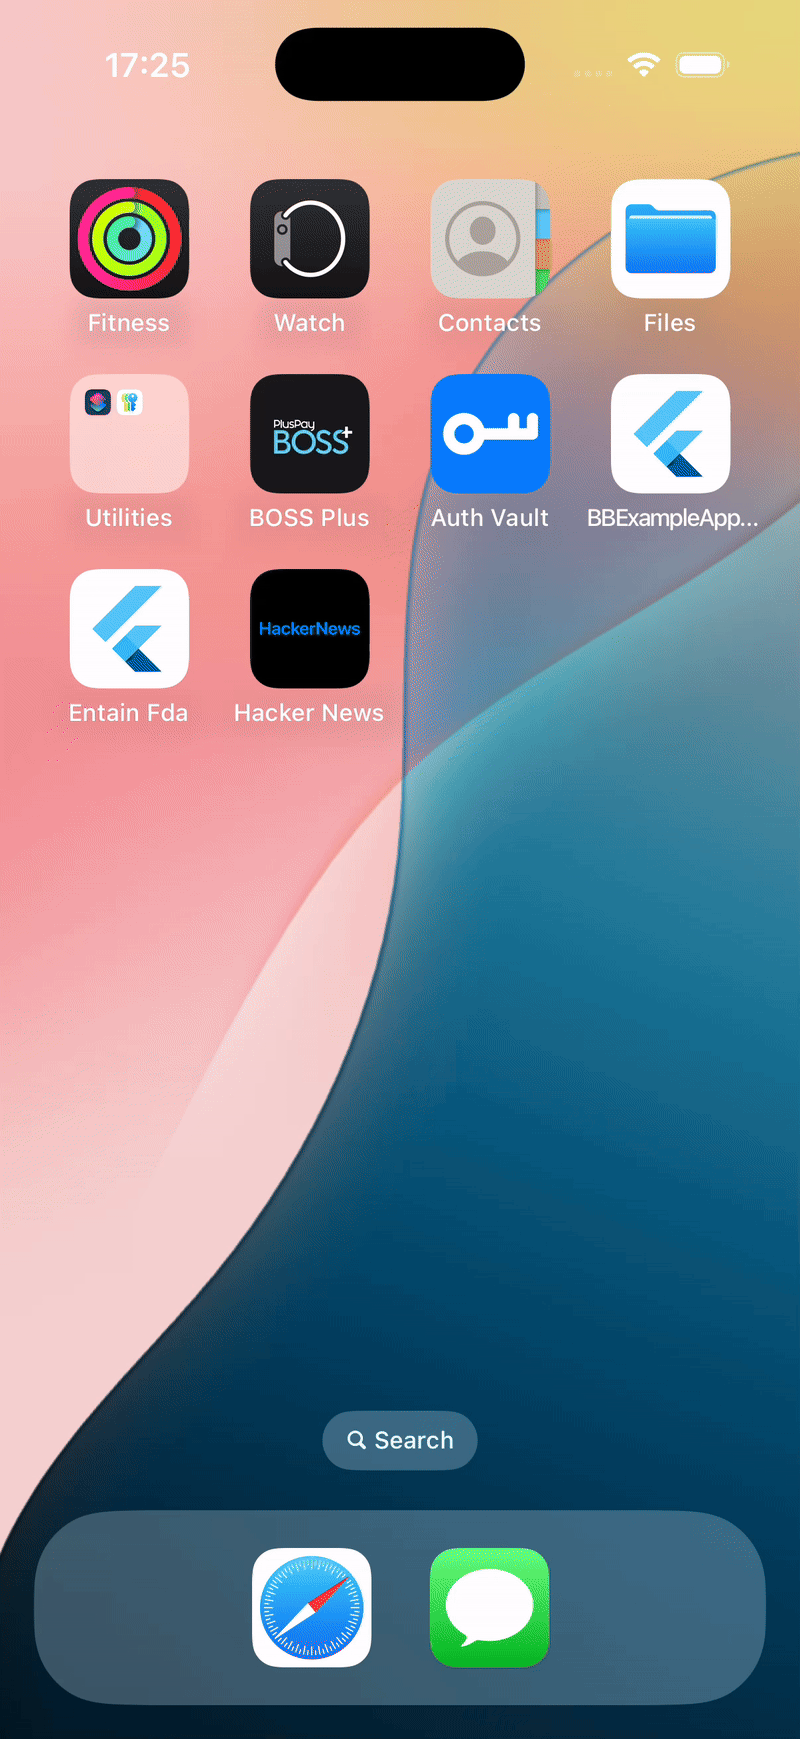 17:25
Fitness
Watch
Contacts
Files
PlusPay
BOSS+
Utilities
BOSS Plus
Auth Vault
BBExampleApp...
HackerNews
Entain Fda
Hacker News
Search